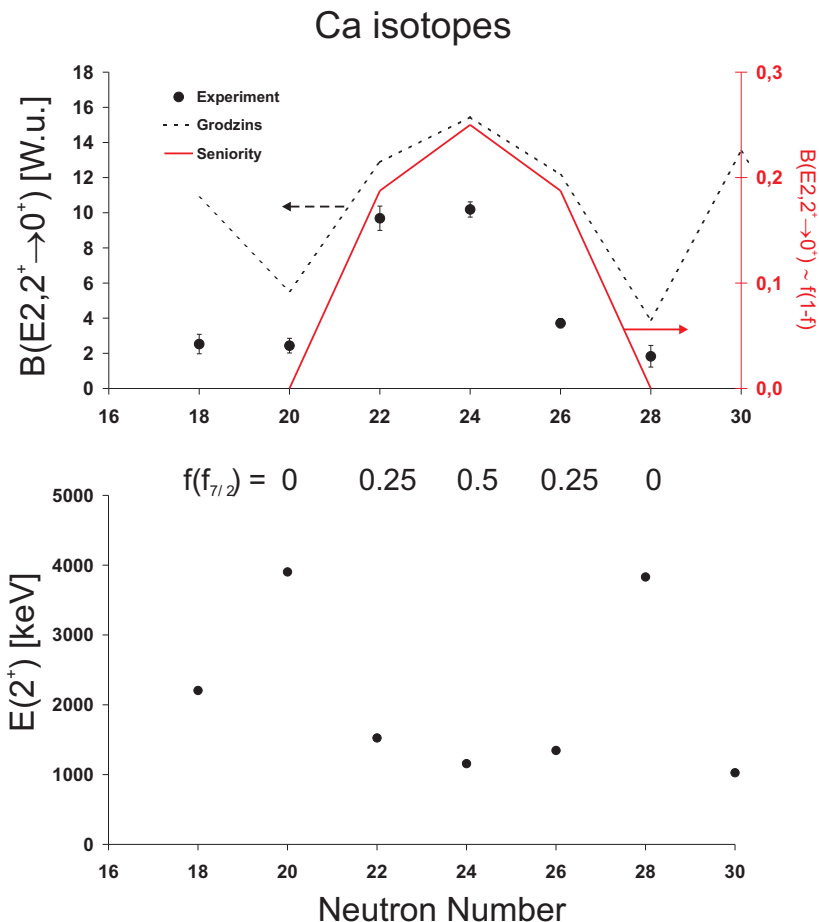 Ca isotopes
B(E2,2⁺→0⁺) [W.u.]
18
16
14
12
10
8
6
4
2
0
Experiment
Grodzins
Seniority
0,3
0,2
0,1
0,0
B(E2,2⁺→0⁺) ~ f(1-f)
16 18 20 22 24 26 28 30
f(f₇/₂) = 0 0.25 0.5 0.25 0
E(2⁺) [keV]
5000
4000
3000
2000
1000
0
16 18 20 22 24 26 28 30
Neutron Number